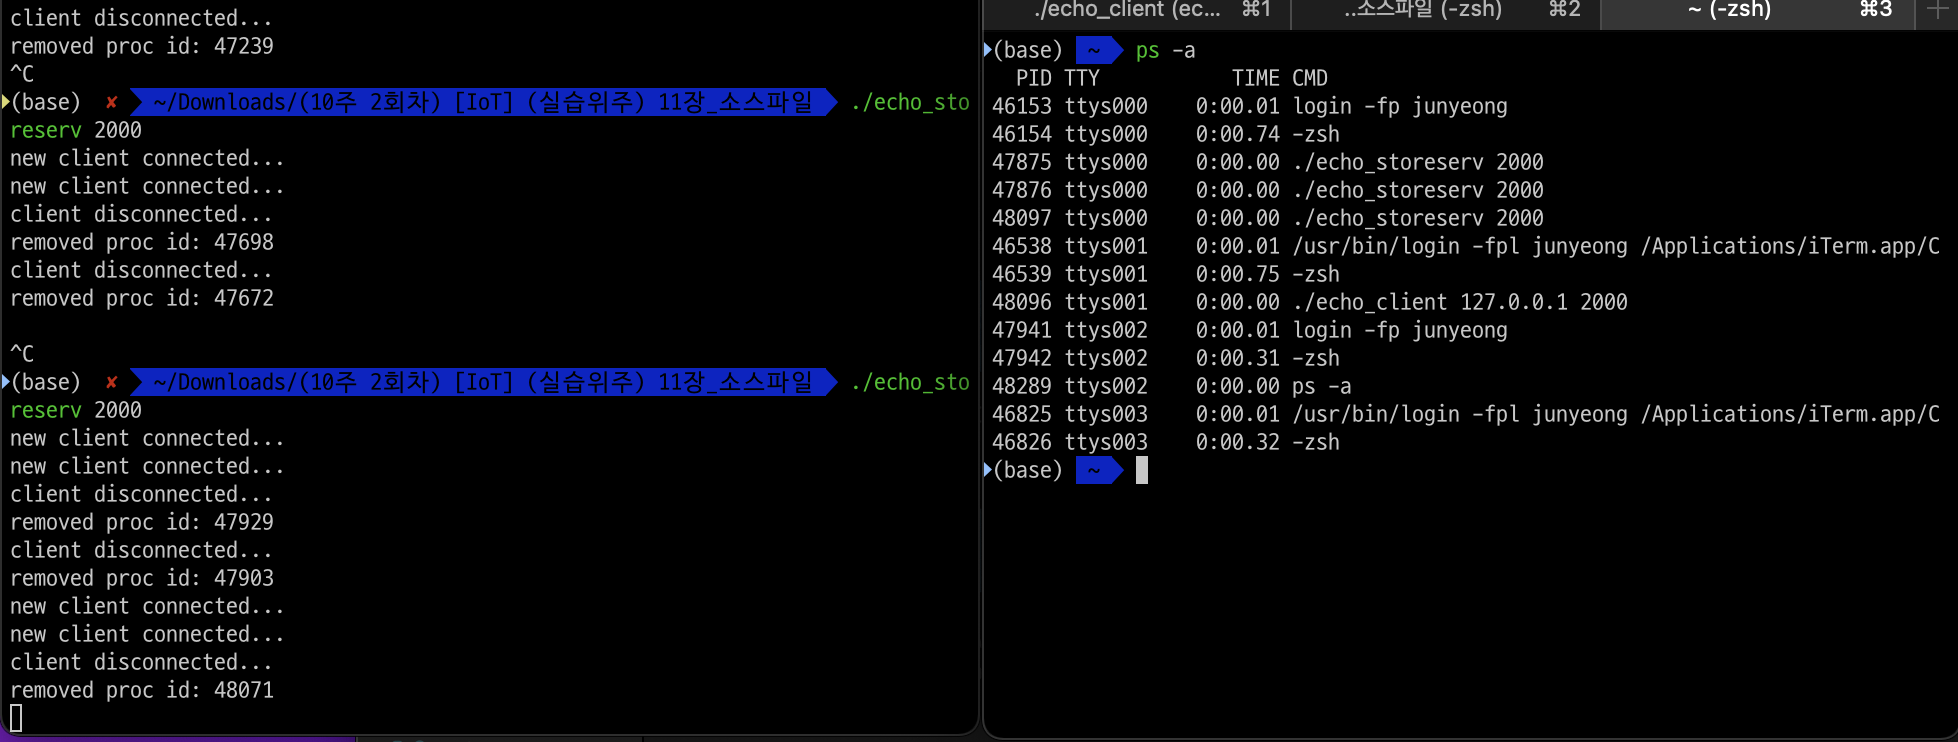 client disconnected...
removed proc id: 47239
^C
(base) ✘ ~/Downloads/(10주 2회차) [IoT] (실습위주) 11장_소스파일 ./echo_sto
reserv 2000
new client connected...
new client connected...
client disconnected...
removed proc id: 47698
client disconnected...
removed proc id: 47672
^C
(base) ✘ ~/Downloads/(10주 2회차) [IoT] (실습위주) 11장_소스파일 ./echo_sto
reserv 2000
new client connected...
new client connected...
client disconnected...
removed proc id: 47929
client disconnected...
removed proc id: 47903
new client connected...
new client connected...
client disconnected...
removed proc id: 48071
./echo_client (ec... ⌘1 ..소스파일 (-zsh) ⌘2 ~ (-zsh) ⌘3 +
(base) ~ ps -a
PID TTY TIME CMD
46153 ttys000 0:00.01 login -fp junyeong
46154 ttys000 0:00.74 -zsh
47875 ttys000 0:00.00 ./echo_storeserv 2000
47876 ttys000 0:00.00 ./echo_storeserv 2000
48097 ttys000 0:00.00 ./echo_storeserv 2000
46538 ttys001 0:00.01 /usr/bin/login -fpl junyeong /Applications/iTerm.app/C
46539 ttys001 0:00.75 -zsh
48096 ttys001 0:00.00 ./echo_client 127.0.0.1 2000
47941 ttys002 0:00.01 login -fp junyeong
47942 ttys002 0:00.31 -zsh
48289 ttys002 0:00.00 ps -a
46825 ttys003 0:00.01 /usr/bin/login -fpl junyeong /Applications/iTerm.app/C
46826 ttys003 0:00.32 -zsh
(base) ~